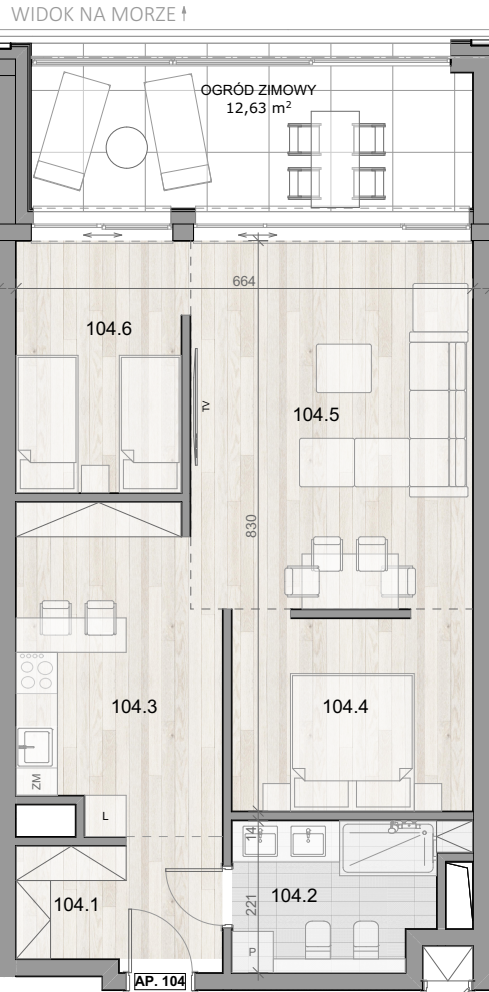 WIDOK NA MORZE
OGRÓD ZIMOWY
12,63 m²
664
104.6
TV
104.5
830
104.3
104.4
ZM
L
14
104.1
221
104.2
P
AP. 104